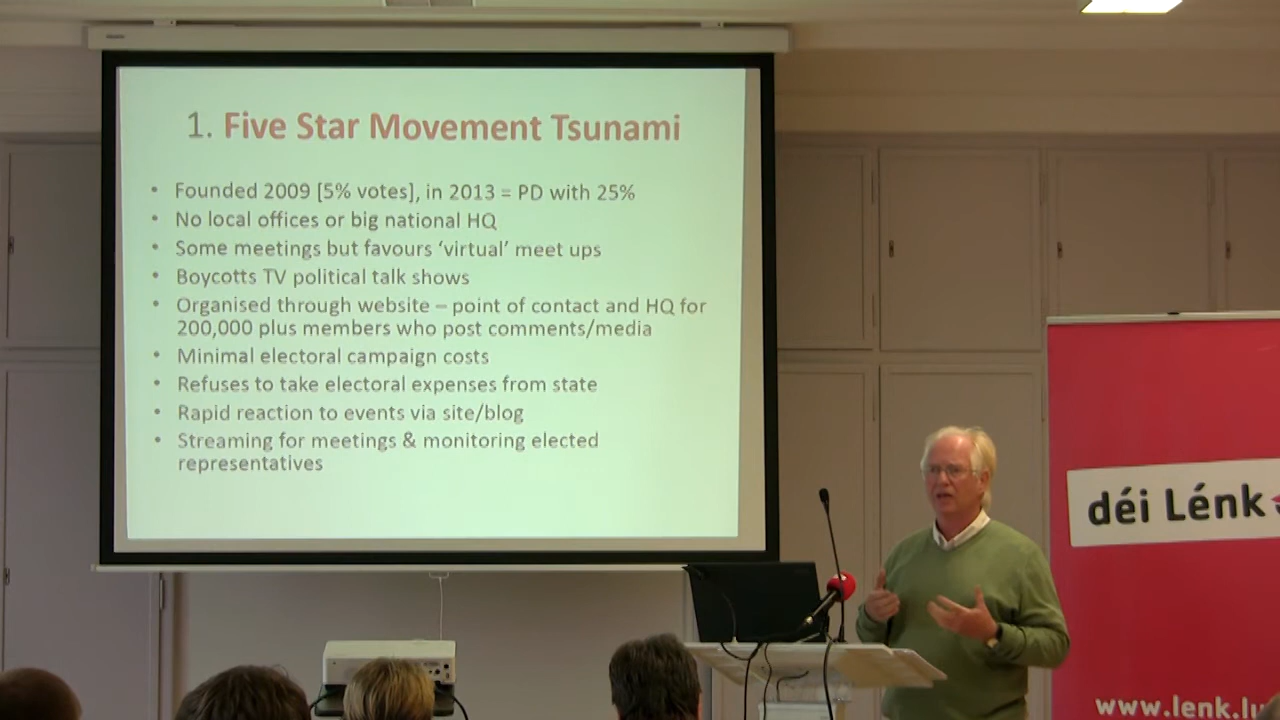 1. Five Star Movement Tsunami
• Founded 2009 [5% votes], in 2013 = PD with 25%
• No local offices or big national HQ
• Some meetings but favours ‘virtual’ meet ups
• Boycotts TV political talk shows
• Organised through website – point of contact and HQ for
200,000 plus members who post comments/media
• Minimal electoral campaign costs
• Refuses to take electoral expenses from state
• Rapid reaction to events via site/blog
• Streaming for meetings & monitoring elected
representatives
déi Lénk
www.lenk.lu